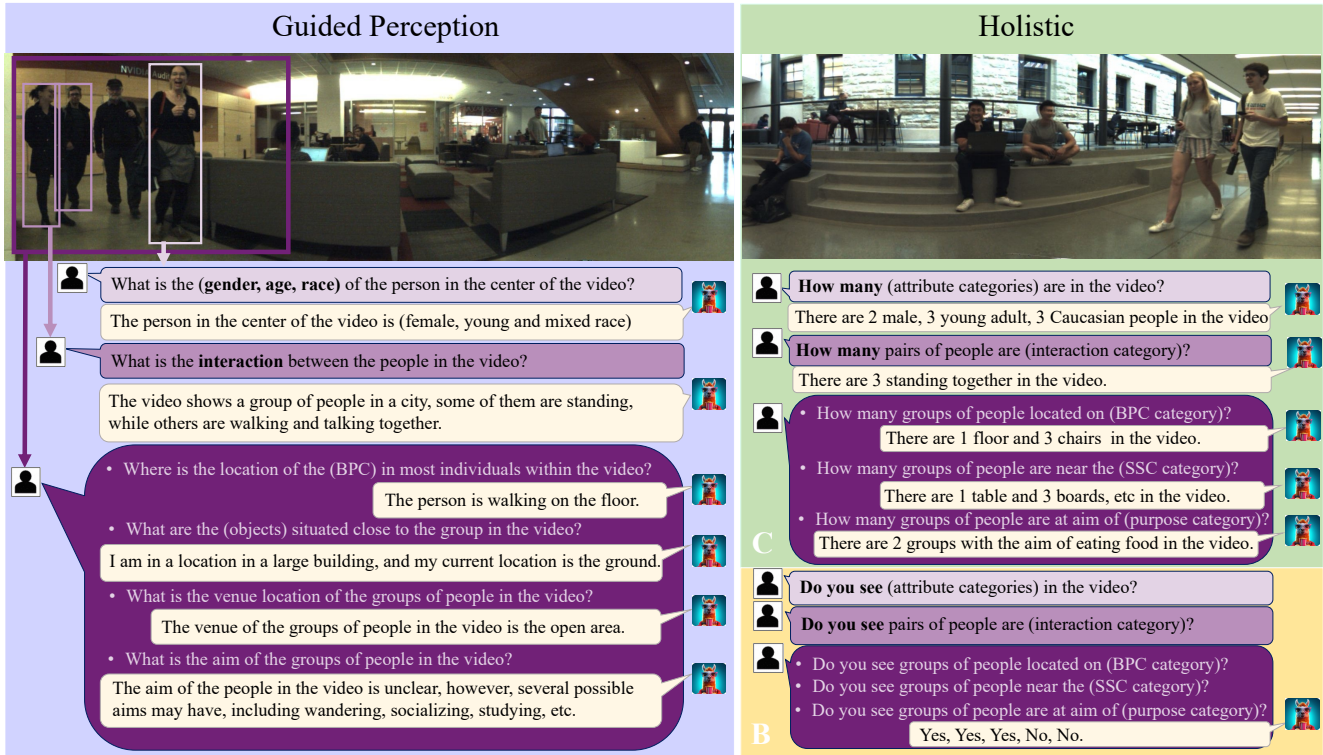 Guided Perception
NVIDIA Audi
What is the (gender, age, race) of the person in the center of the video?
The person in the center of the video is (female, young and mixed race)
What is the interaction between the people in the video?
The video shows a group of people in a city, some of them are standing,
while others are walking and talking together.
• Where is the location of the (BPC) in most individuals within the video?
The person is walking on the floor.
• What are the (objects) situated close to the group in the video?
I am in a location in a large building, and my current location is the ground.
• What is the venue location of the groups of people in the video?
The venue of the groups of people in the video is the open area.
• What is the aim of the groups of people in the video?
The aim of the people in the video is unclear, however, several possible
aims may have, including wandering, socializing, studying, etc.
Holistic
How many (attribute categories) are in the video?
There are 2 male, 3 young adult, 3 Caucasian people in the video
How many pairs of people are (interaction category)?
There are 3 standing together in the video.
• How many groups of people located on (BPC category)?
There are 1 floor and 3 chairs in the video.
• How many groups of people are near the (SSC category)?
There are 1 table and 3 boards, etc in the video.
• How many groups of people are at aim of (purpose category)?
There are 2 groups with the aim of eating food in the video.
C
Do you see (attribute categories) in the video?
Do you see pairs of people are (interaction category)?
• Do you see groups of people located on (BPC category)?
• Do you see groups of people near the (SSC category)?
• Do you see groups of people are at aim of (purpose category)?
Yes, Yes, Yes, No, No.
B